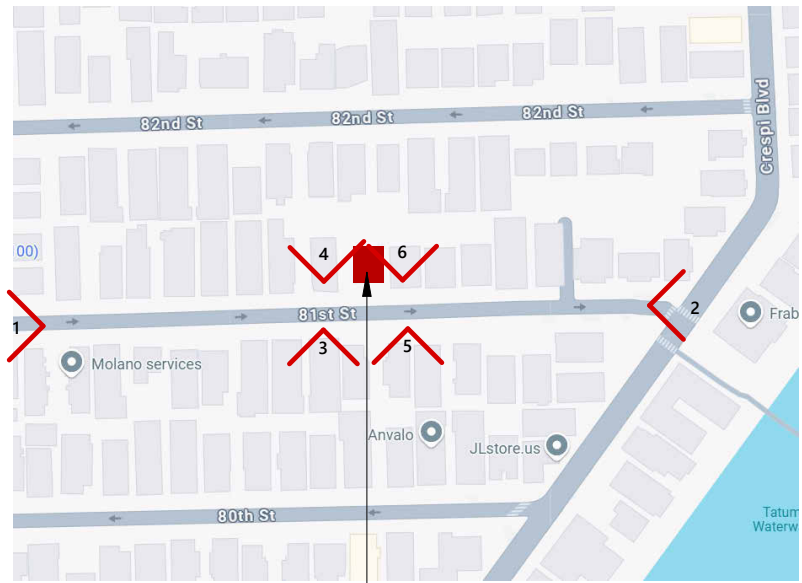 82nd St
82nd St
82nd St
Crespi Blvd
00)
4
6
1
81st St
2
Frab
3
5
Molano services
Anvalo
JLstore.us
80th St
Tatum
Waterwa